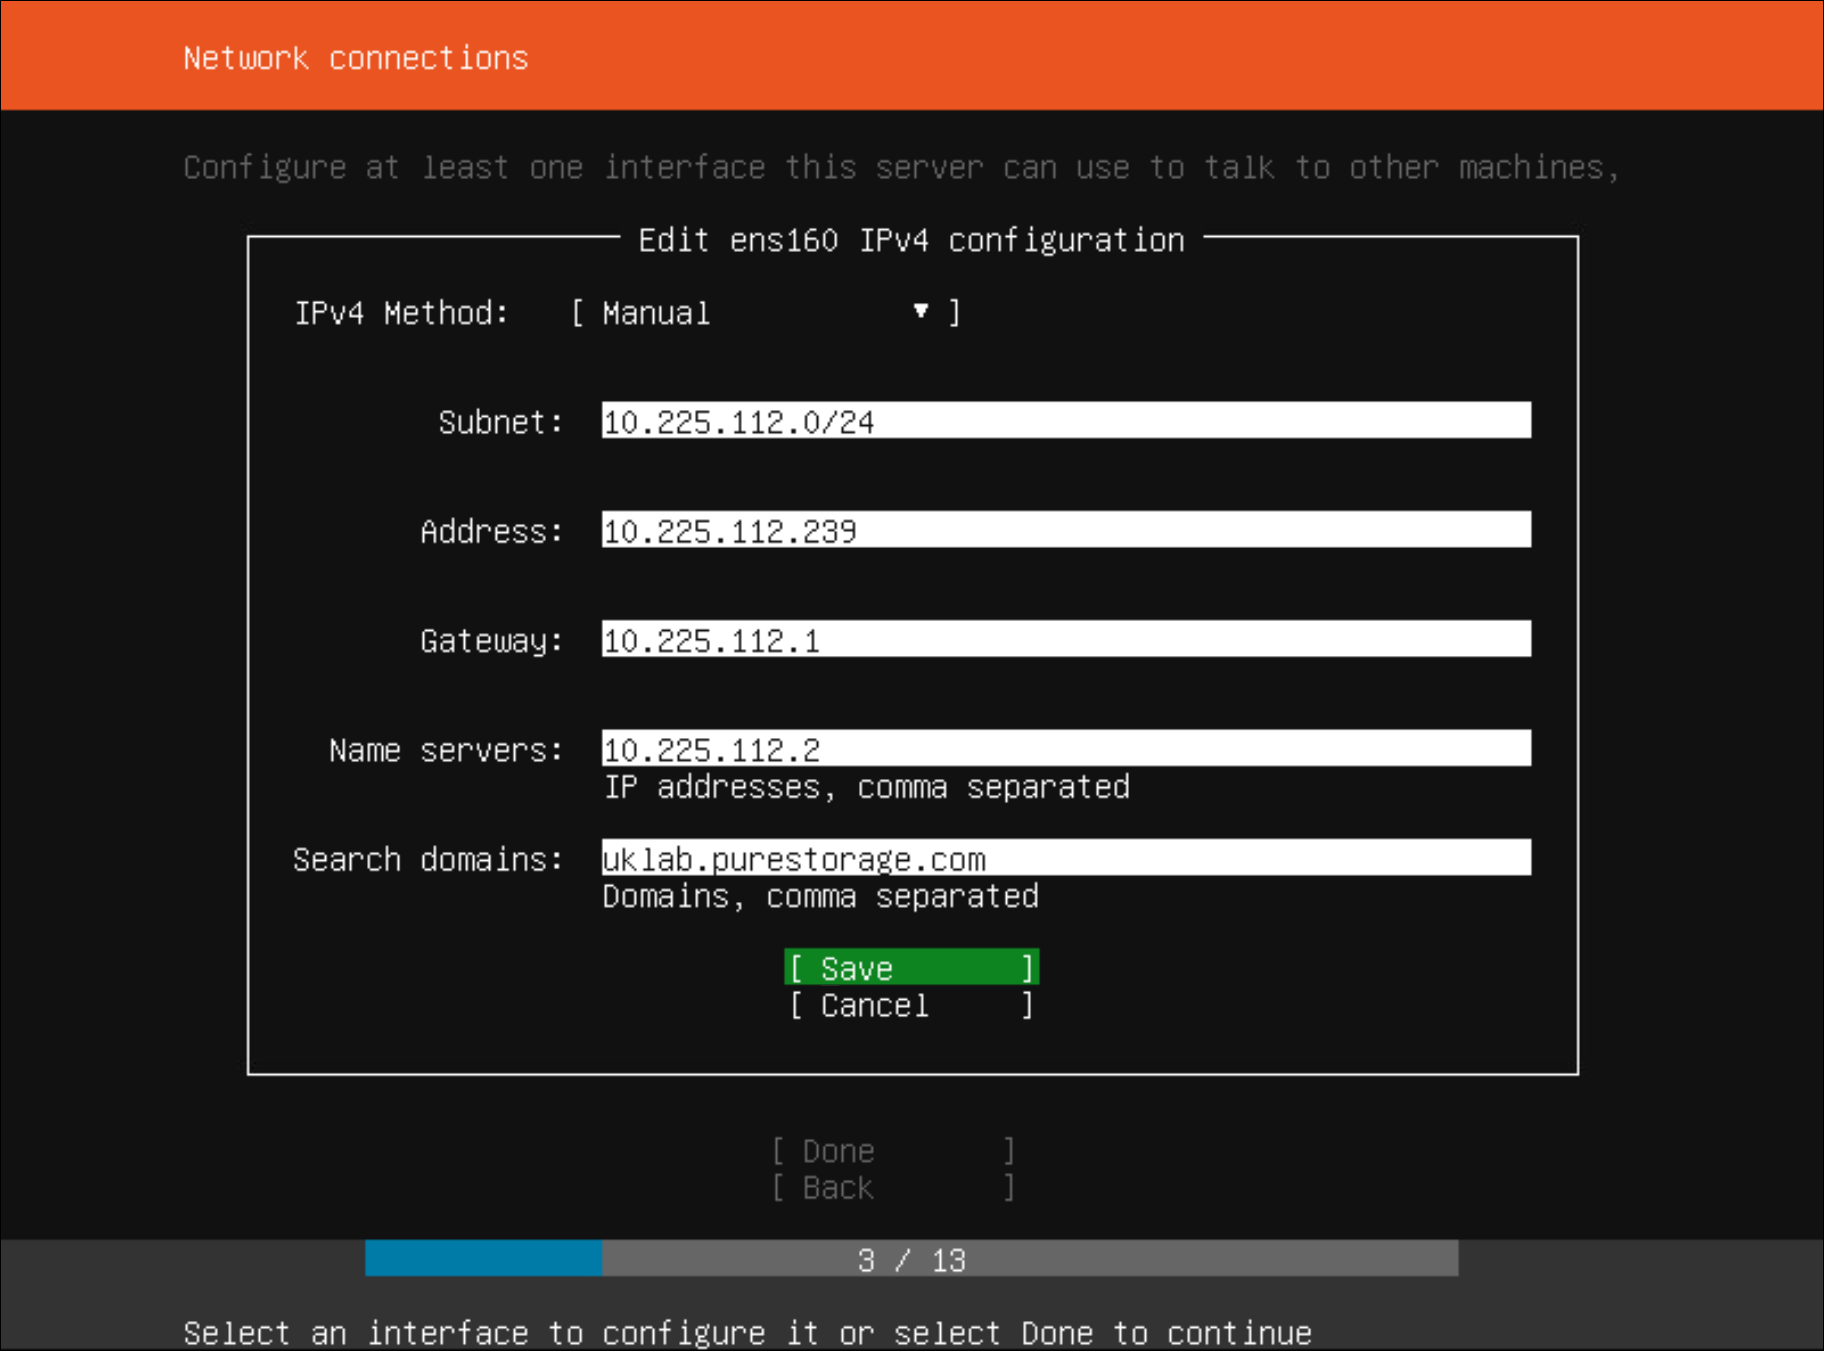 Network connections
Configure at least one interface this server can use to talk to other machines,
Edit ens160 IPv4 configuration
IPv4 Method: [ Manual ▼ ]
Subnet: 10.225.112.0/24
Address: 10.225.112.239
Gateway: 10.225.112.1
Name servers: 10.225.112.2
IP addresses, comma separated
Search domains: uklab.purestorage.com
Domains, comma separated
[ Save ]
[ Cancel ]
[ Done ]
[ Back ]
3 / 13
Select an interface to configure it or select Done to continue